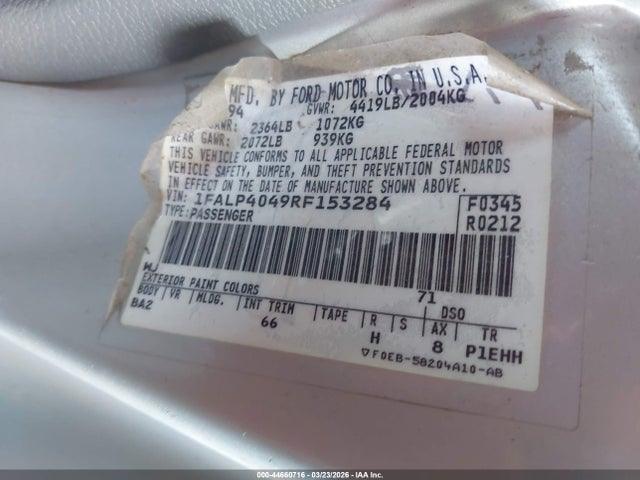 MFD. BY FORD MOTOR CO. IN U.S.A.
94 GVWR: 4419LB/2004KG
GAWR: 2364LB 1072KG
REAR GAWR: 2072LB 939KG
THIS VEHICLE CONFORMS TO ALL APPLICABLE FEDERAL MOTOR
VEHICLE SAFETY, BUMPER, AND THEFT PREVENTION STANDARDS
IN EFFECT ON THE DATE OF MANUFACTURE SHOWN ABOVE.
VIN: 1FALP4049RF153284 F0345
TYPE: PASSENGER R0212
WJ
EXTERIOR PAINT COLORS 71 DSO
BODY VR MLDG. INT TRIM TAPE R S AX TR
BA2 66 H 8 P1EHH
F0EB-58204A10-AB
000-44660716 | 03/23/2026 | IAA Inc.